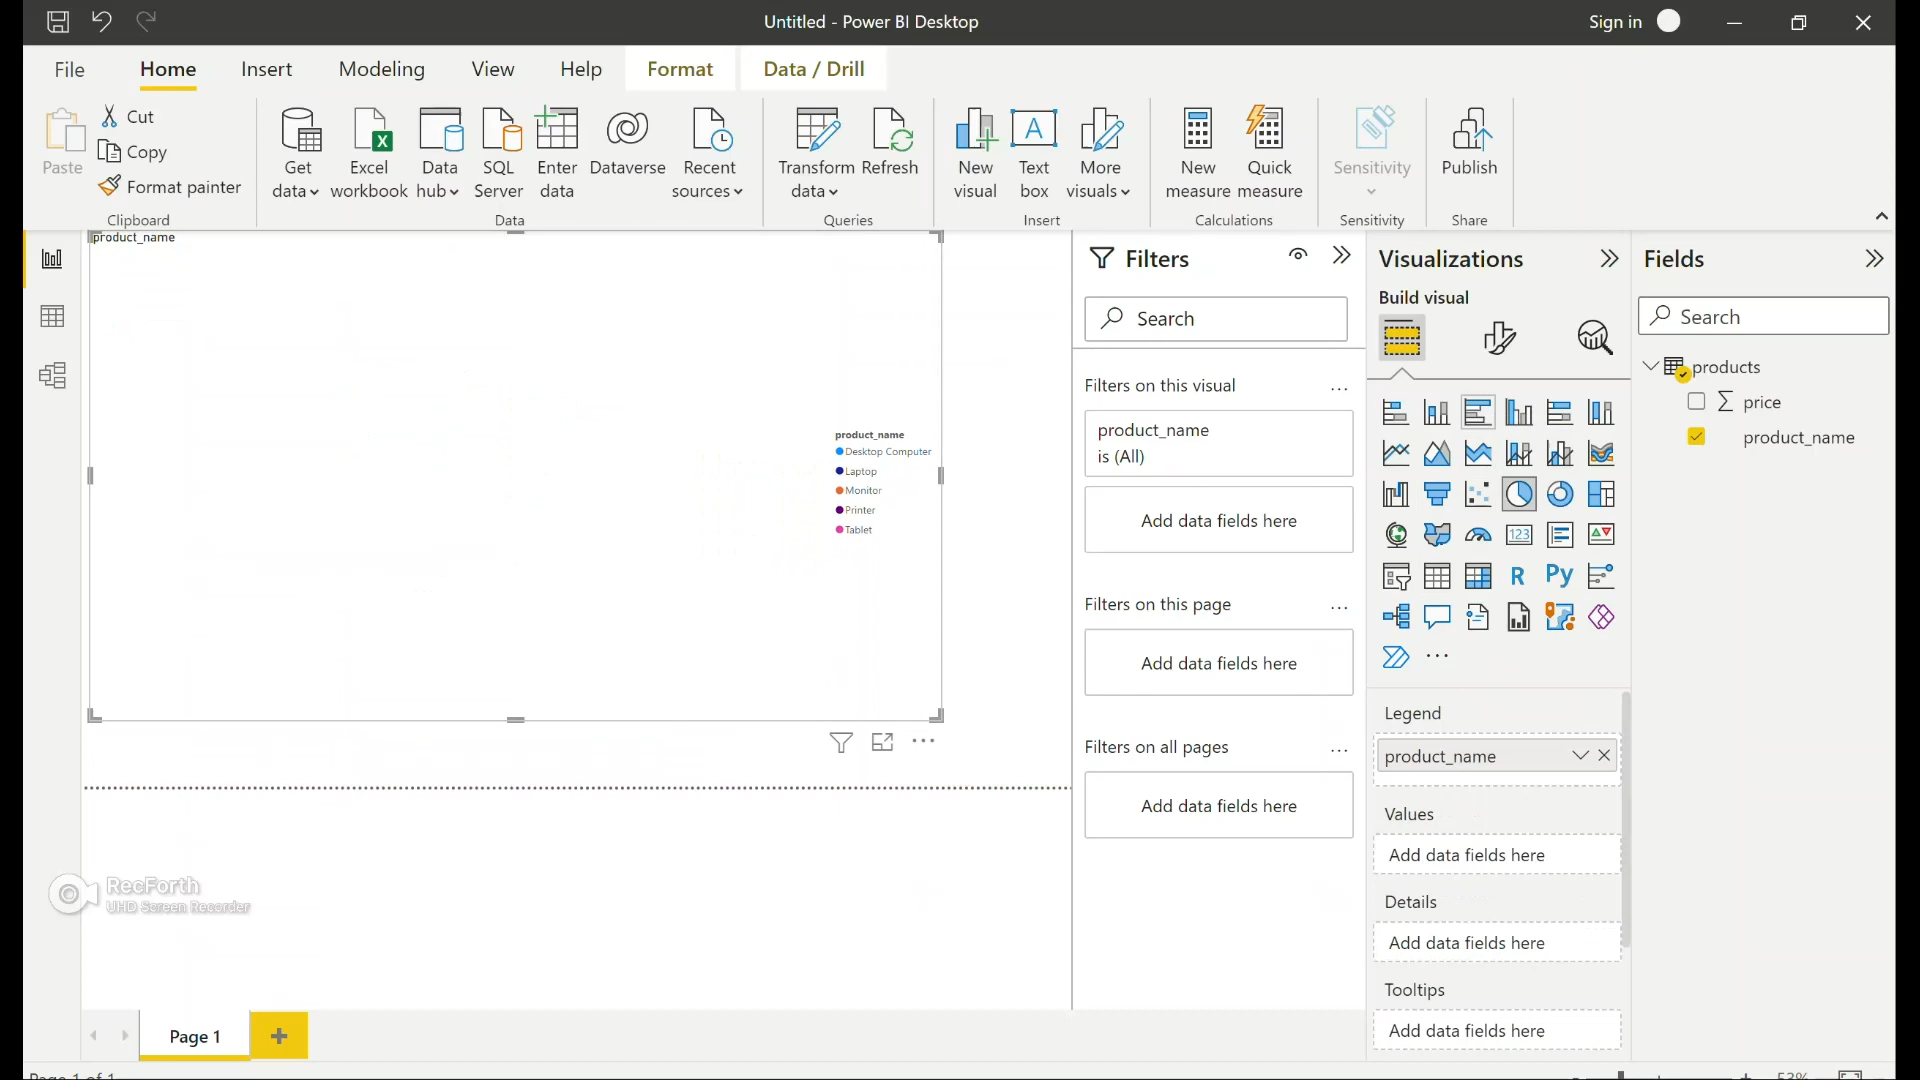 Untitled - Power BI Desktop
Sign in
File
Home
Insert
Modeling
View
Help
Format
Data / Drill
Paste
Cut
Copy
Format painter
Clipboard
Get
data
Excel
workbook
Data
hub
SQL
Server
Enter
data
Dataverse
Recent
sources
Data
Transform
data
Refresh
Queries
New
visual
Text
box
More
visuals
Insert
New
measure
Quick
measure
Calculations
Sensitivity
Sensitivity
Publish
Share
product_name
product_name
Desktop Computer
Laptop
Monitor
Printer
Tablet
Filters
Search
Filters on this visual
product_name
is (All)
Add data fields here
Filters on this page
Add data fields here
Filters on all pages
Add data fields here
Visualizations
Build visual
123
R
Py
Legend
product_name
Values
Add data fields here
Details
Add data fields here
Tooltips
Add data fields here
Fields
Search
products
Σ price
product_name
RecForth
UHD Screen Recorder
Page 1
Page 1 of 1
53%